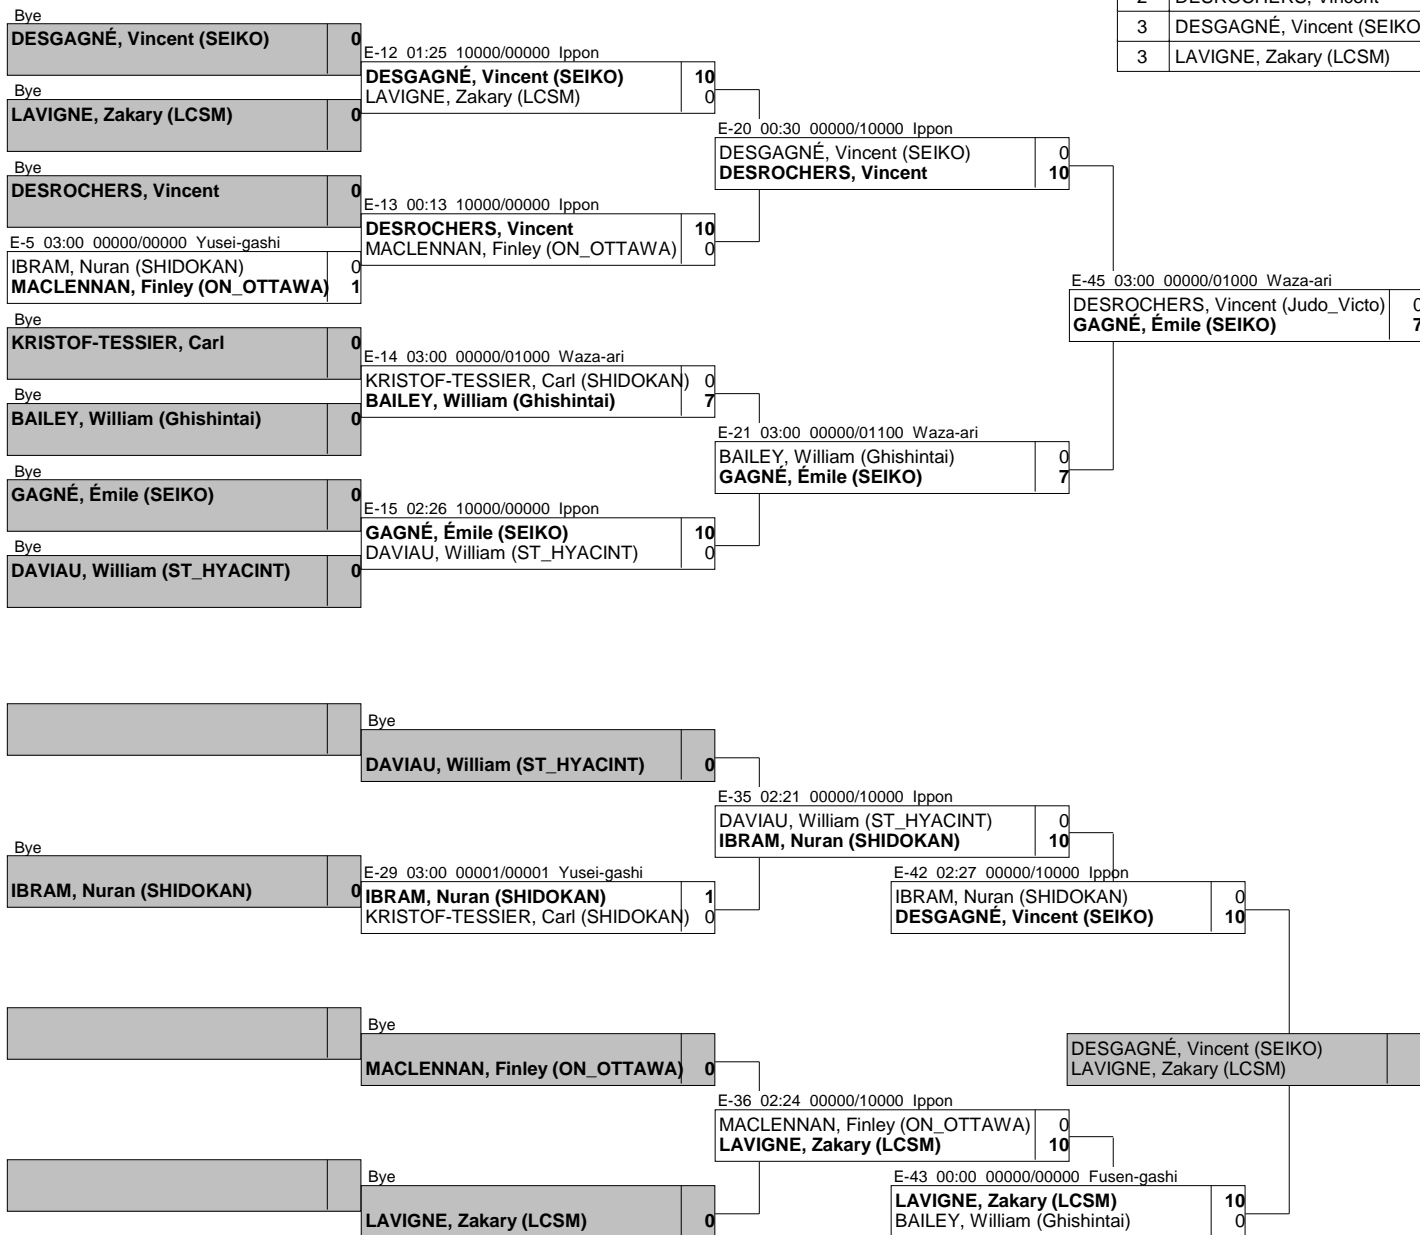 2 DESROCHERS, Vincent
3 DESGAGNÉ, Vincent (SEIKO
3 LAVIGNE, Zakary (LCSM)
Bye
DESGAGNÉ, Vincent (SEIKO) 0
Bye
LAVIGNE, Zakary (LCSM) 0
Bye
DESROCHERS, Vincent 0
E-5 03:00 00000/00000 Yusei-gashi
IBRAM, Nuran (SHIDOKAN) 0
MACLENNAN, Finley (ON_OTTAWA) 1
Bye
KRISTOF-TESSIER, Carl 0
Bye
BAILEY, William (Ghishintai) 0
Bye
GAGNÉ, Émile (SEIKO) 0
Bye
DAVIAU, William (ST_HYACINT) 0
E-12 01:25 10000/00000 Ippon
DESGAGNÉ, Vincent (SEIKO) 10
LAVIGNE, Zakary (LCSM) 0
E-13 00:13 10000/00000 Ippon
DESROCHERS, Vincent 10
MACLENNAN, Finley (ON_OTTAWA) 0
E-14 03:00 00000/01000 Waza-ari
KRISTOF-TESSIER, Carl (SHIDOKAN) 0
BAILEY, William (Ghishintai) 7
E-15 02:26 10000/00000 Ippon
GAGNÉ, Émile (SEIKO) 10
DAVIAU, William (ST_HYACINT) 0
E-20 00:30 00000/10000 Ippon
DESGAGNÉ, Vincent (SEIKO) 0
DESROCHERS, Vincent 10
E-21 03:00 00000/01100 Waza-ari
BAILEY, William (Ghishintai) 0
GAGNÉ, Émile (SEIKO) 7
E-45 03:00 00000/01000 Waza-ari
DESROCHERS, Vincent (Judo_Victo) 0
GAGNÉ, Émile (SEIKO) 7
Bye
DAVIAU, William (ST_HYACINT) 0
Bye
IBRAM, Nuran (SHIDOKAN) 0
E-29 03:00 00001/00001 Yusei-gashi
IBRAM, Nuran (SHIDOKAN) 1
KRISTOF-TESSIER, Carl (SHIDOKAN) 0
E-35 02:21 00000/10000 Ippon
DAVIAU, William (ST_HYACINT) 0
IBRAM, Nuran (SHIDOKAN) 10
E-42 02:27 00000/10000 Ippon
IBRAM, Nuran (SHIDOKAN) 0
DESGAGNÉ, Vincent (SEIKO) 10
Bye
MACLENNAN, Finley (ON_OTTAWA) 0
Bye
LAVIGNE, Zakary (LCSM) 0
E-36 02:24 00000/10000 Ippon
MACLENNAN, Finley (ON_OTTAWA) 0
LAVIGNE, Zakary (LCSM) 10
E-43 00:00 00000/00000 Fusen-gashi
LAVIGNE, Zakary (LCSM) 10
BAILEY, William (Ghishintai) 0
DESGAGNÉ, Vincent (SEIKO)
LAVIGNE, Zakary (LCSM)